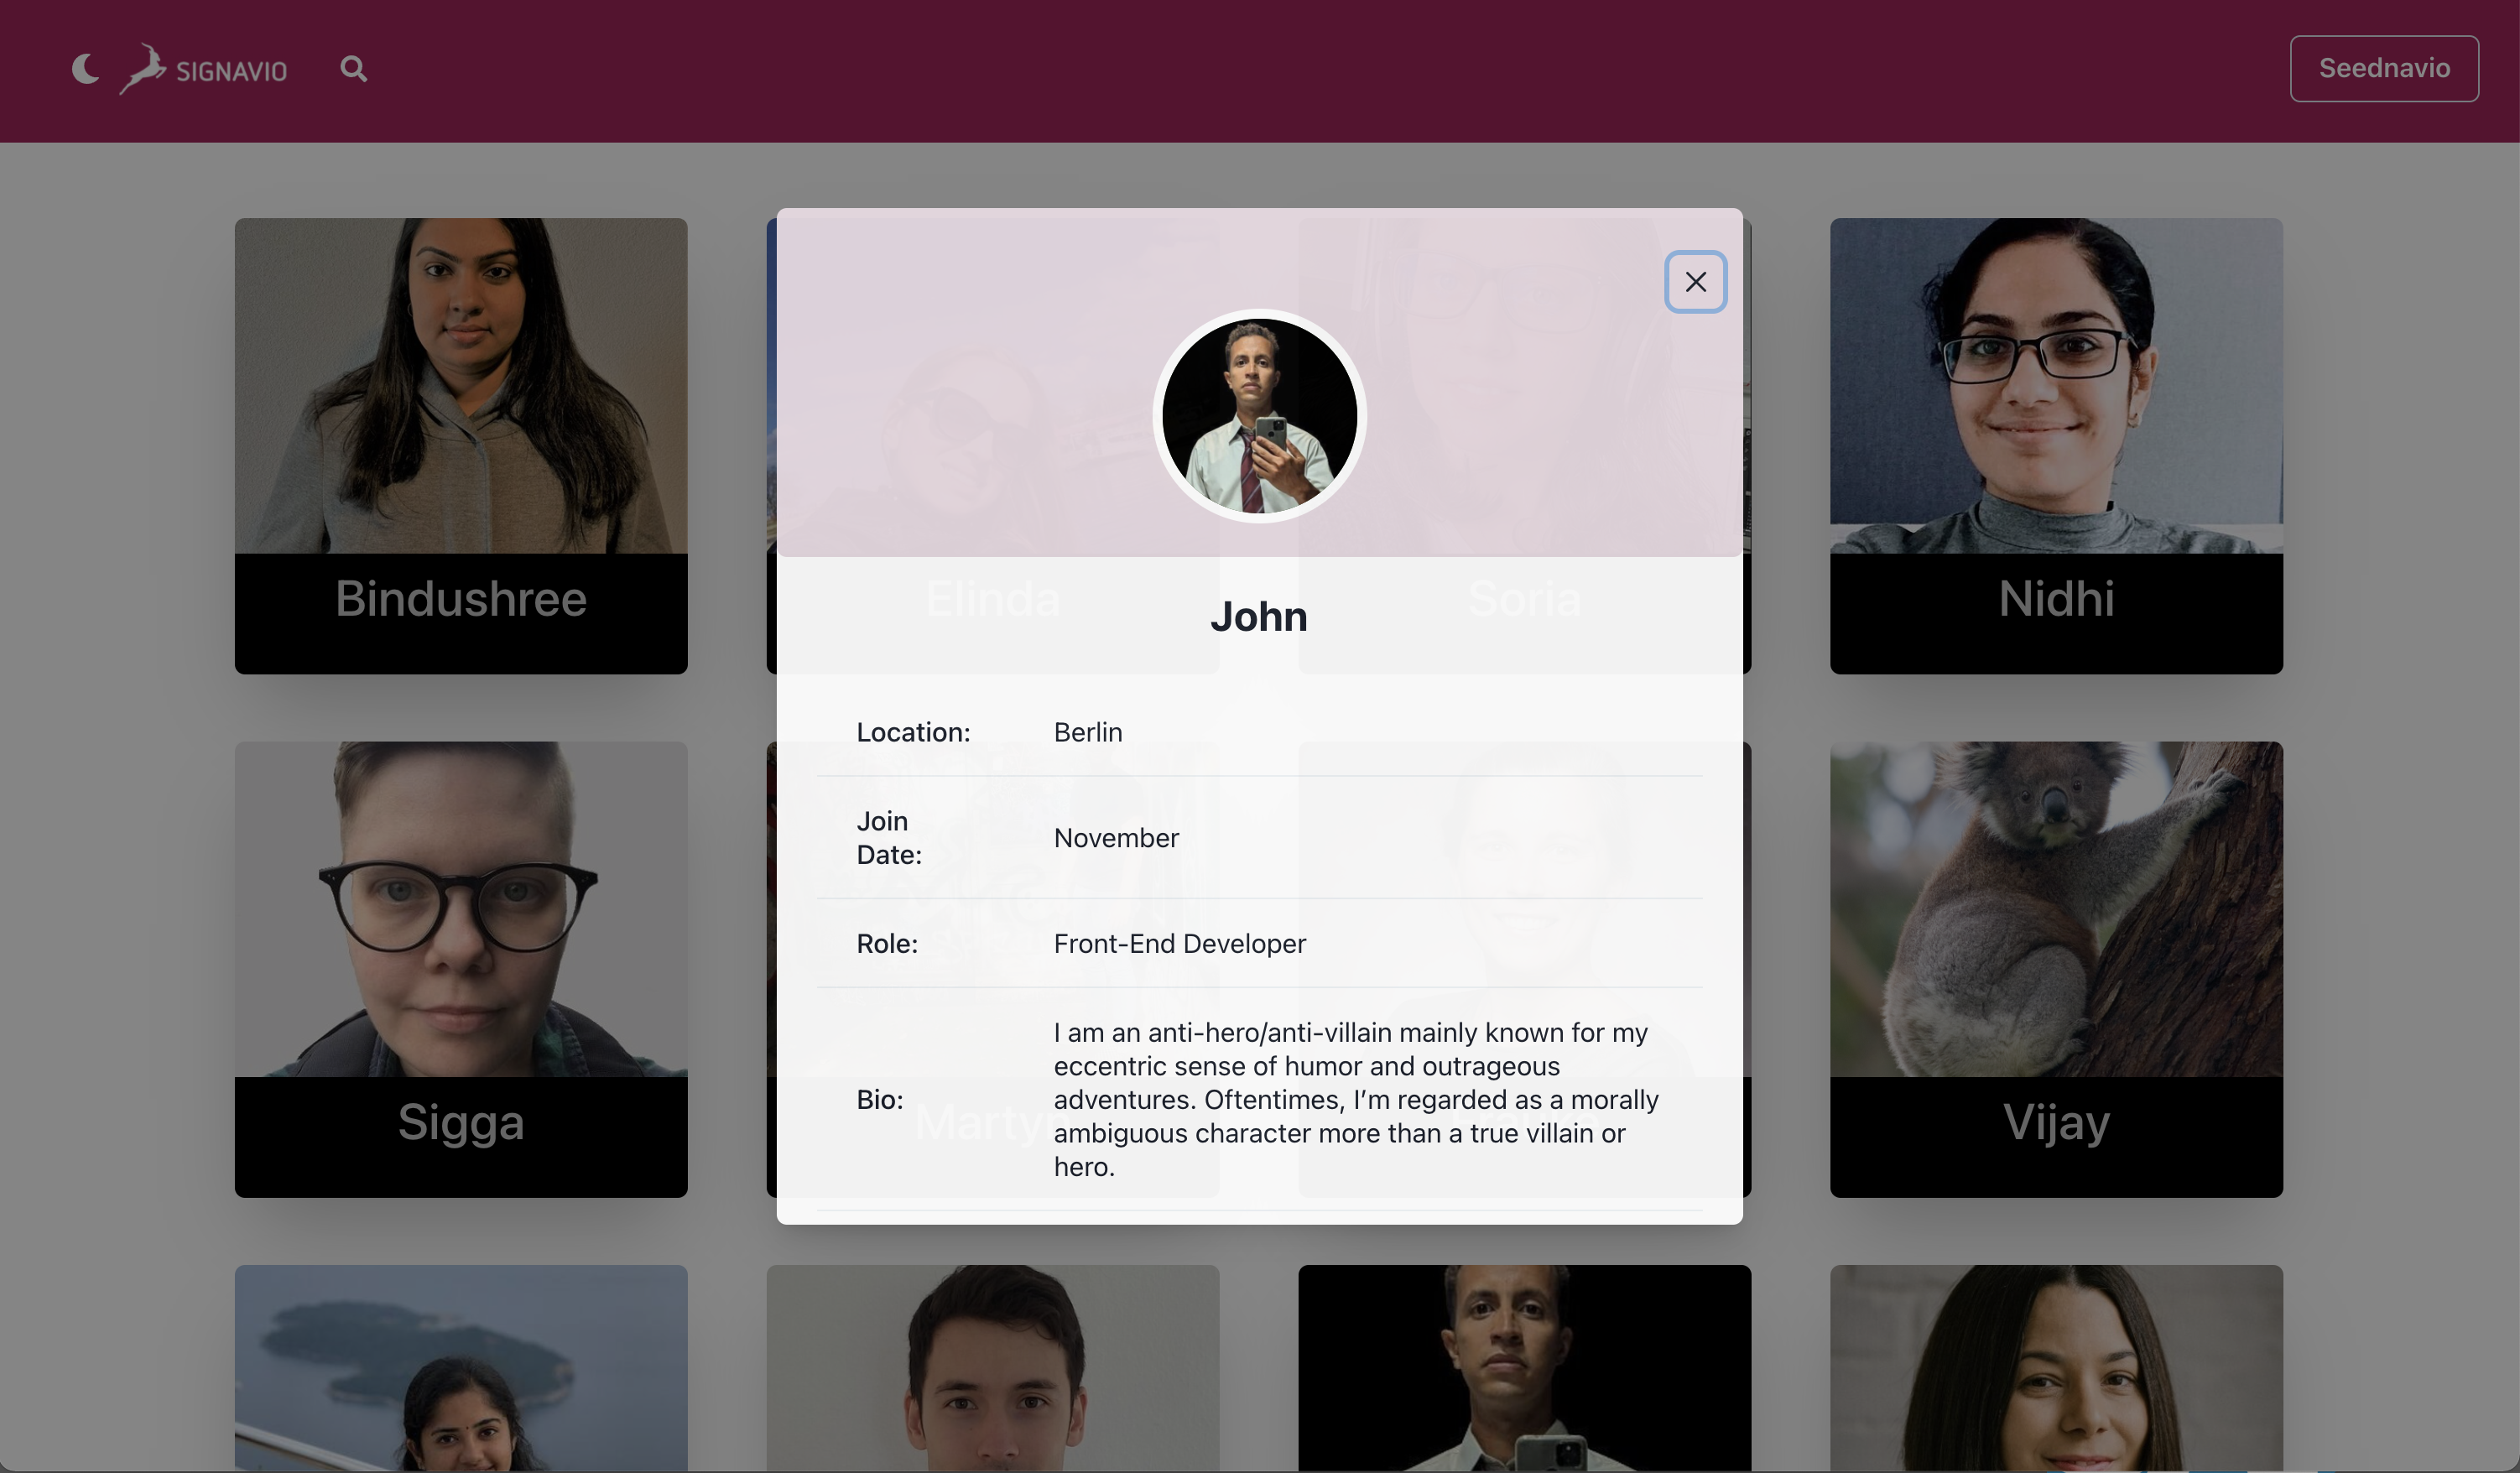 SIGNAVIO
Seednavio
Bindushree
Elinda
Soria
Nidhi
John
Location: Berlin
Join
Date:
November
Role: Front-End Developer
I am an anti-hero/anti-villain mainly known for my
eccentric sense of humor and outrageous
Bio: adventures. Oftentimes, I’m regarded as a morally
ambiguous character more than a true villain or
hero.
Sigga
Martyn
Vijay